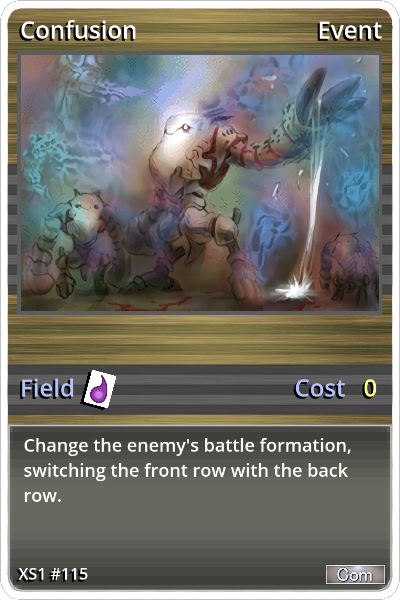 Confusion Event
Field Cost 0
Change the enemy's battle formation,
switching the front row with the back
row.
XS1 #115 Com